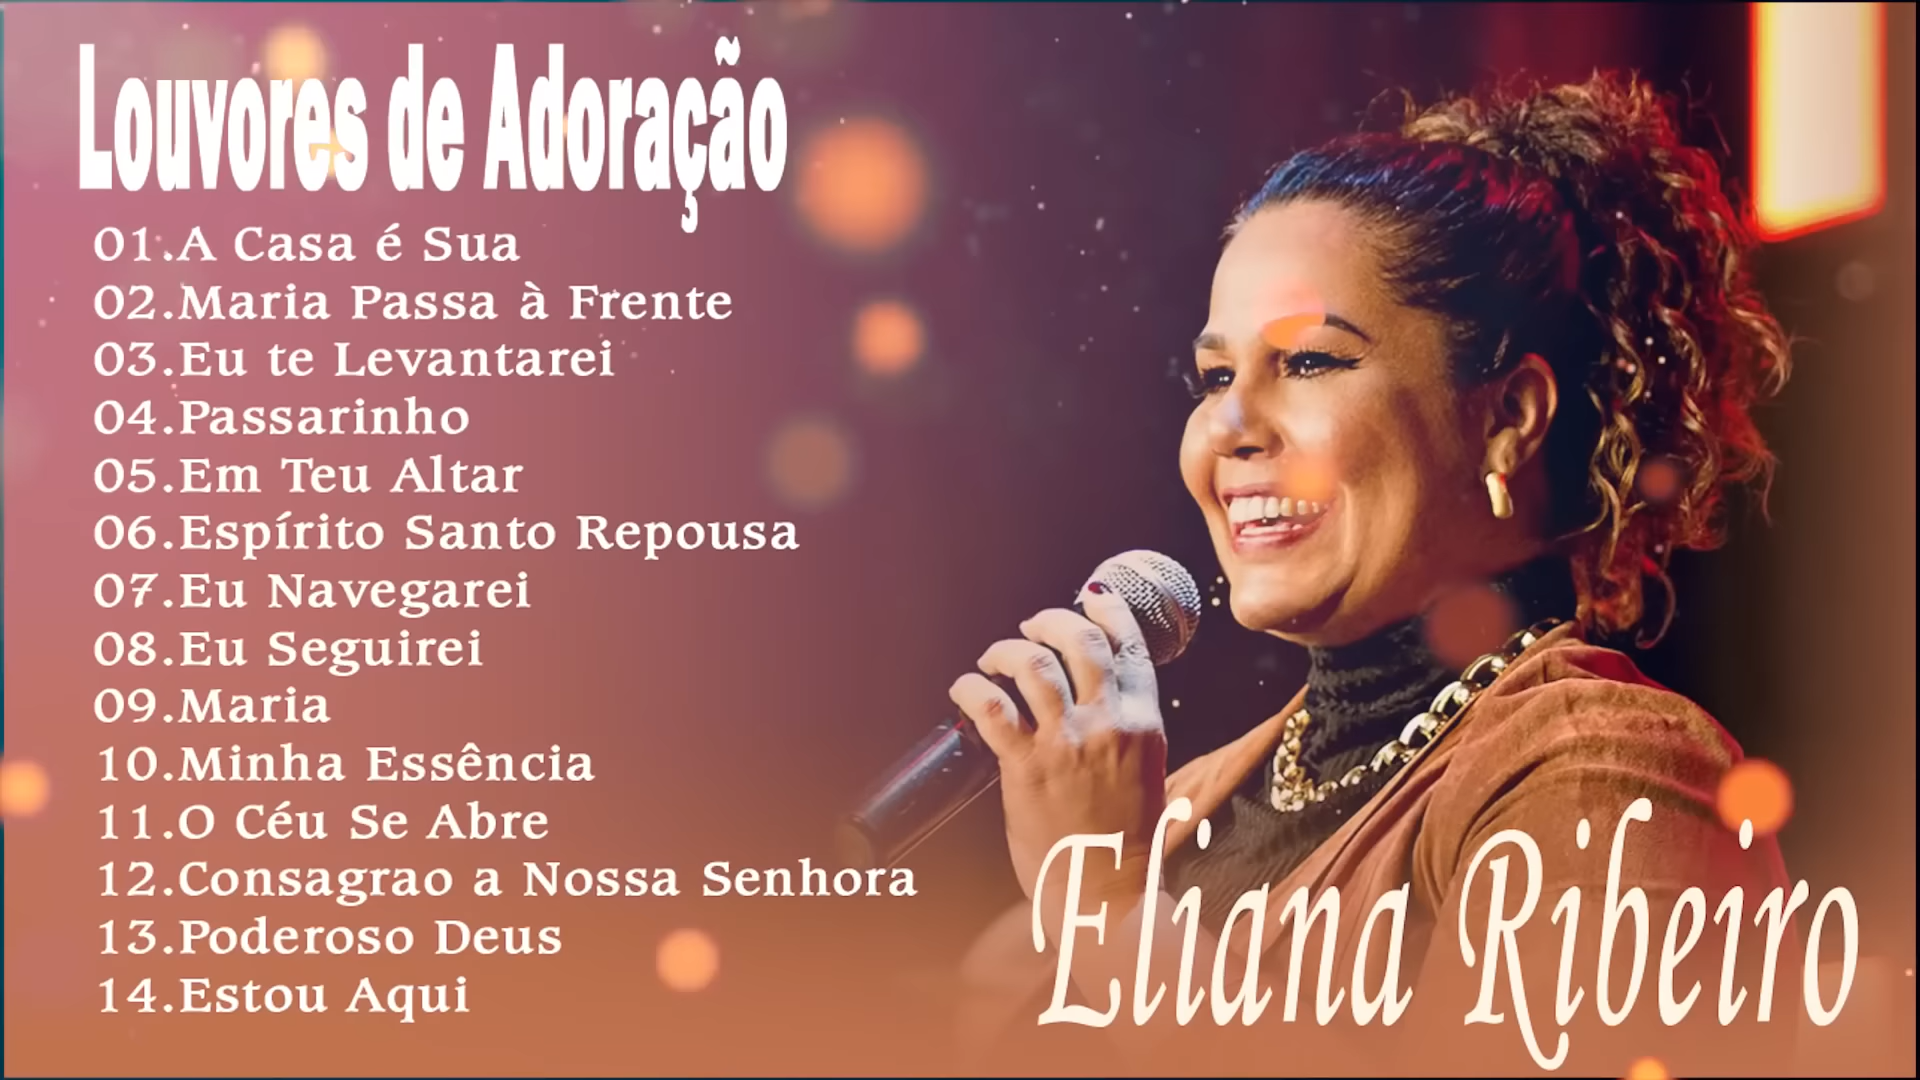 Louvores de Adoração
01.A Casa é Sua
02.Maria Passa à Frente
03.Eu te Levantarei
04.Passarinho
05.Em Teu Altar
06.Espírito Santo Repousa
07.Eu Navegarei
08.Eu Seguirei
09.Maria
10.Minha Essência
11.O Céu Se Abre
12.Consagrao a Nossa Senhora
13.Poderoso Deus
14.Estou Aqui
Eliana Ribeiro